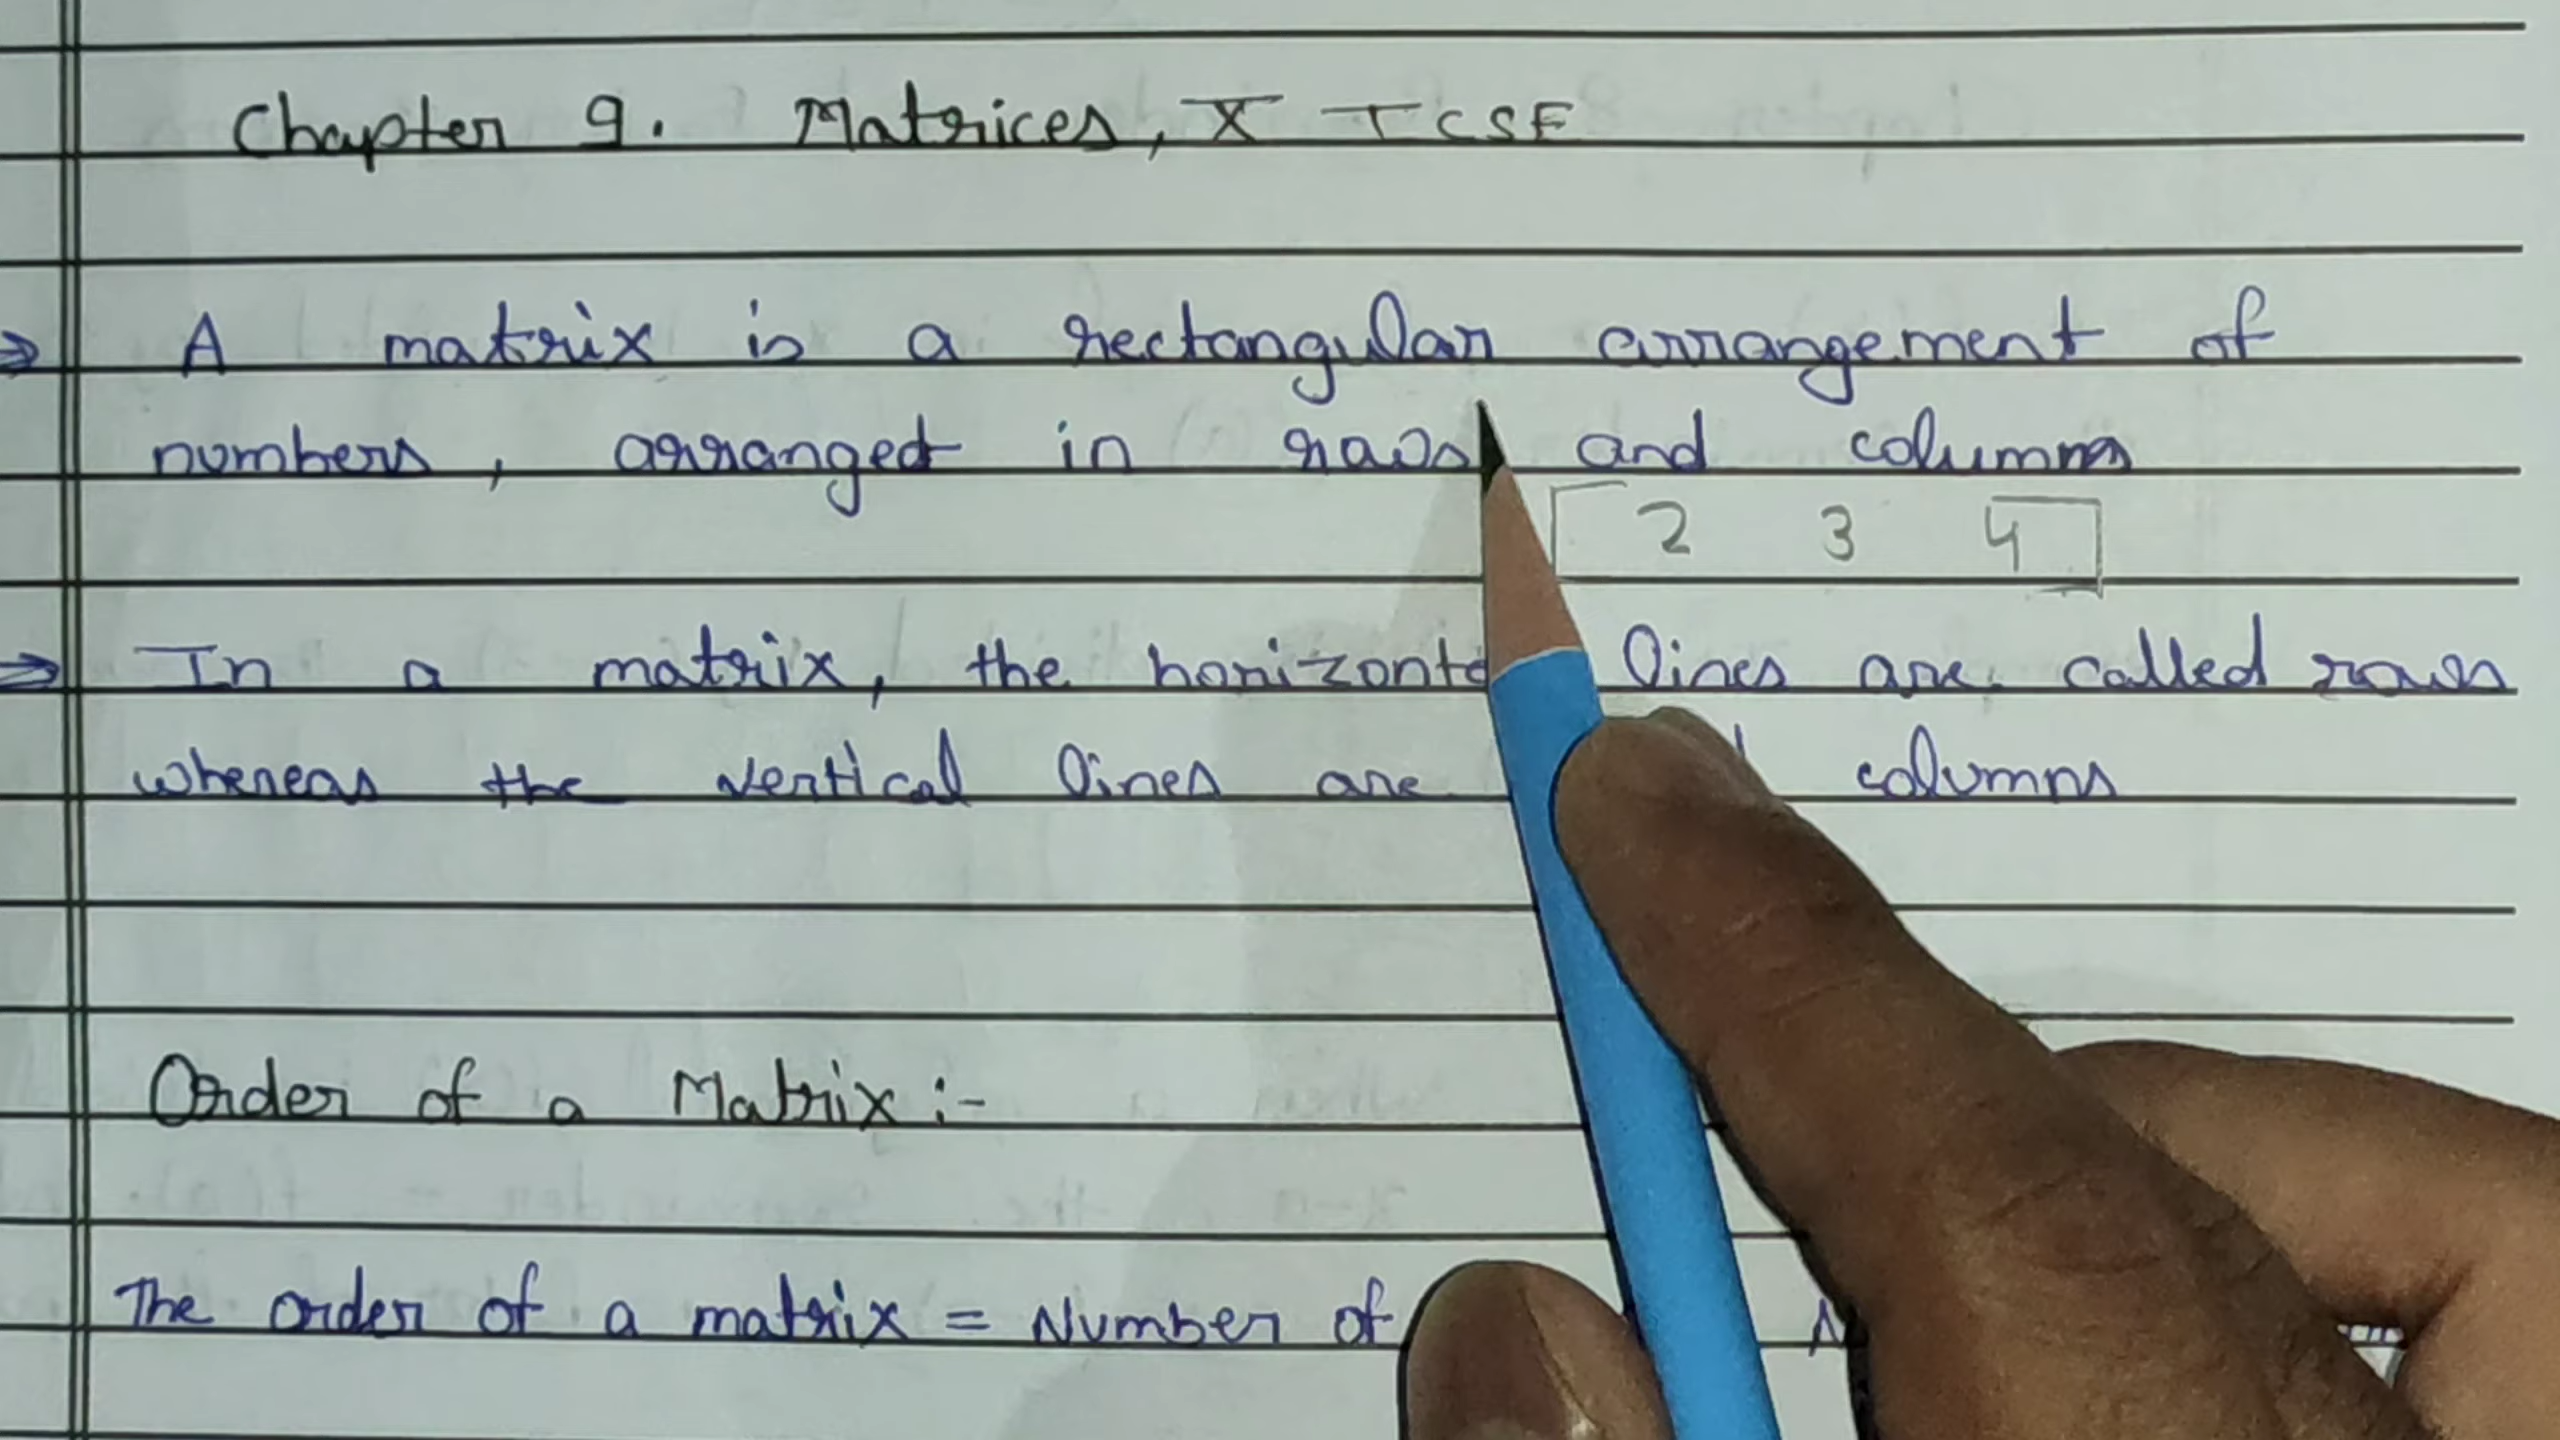 Chapter 9. Matrices, X ICSE
A matrix is a rectangular arrangement of
numbers, arranged in rows and columns
[ 2 3 4 ]
In a matrix, the lines are called rows
whereas the vertical lines are columns
Order of a Matrix :-
The order of a matrix = Number of